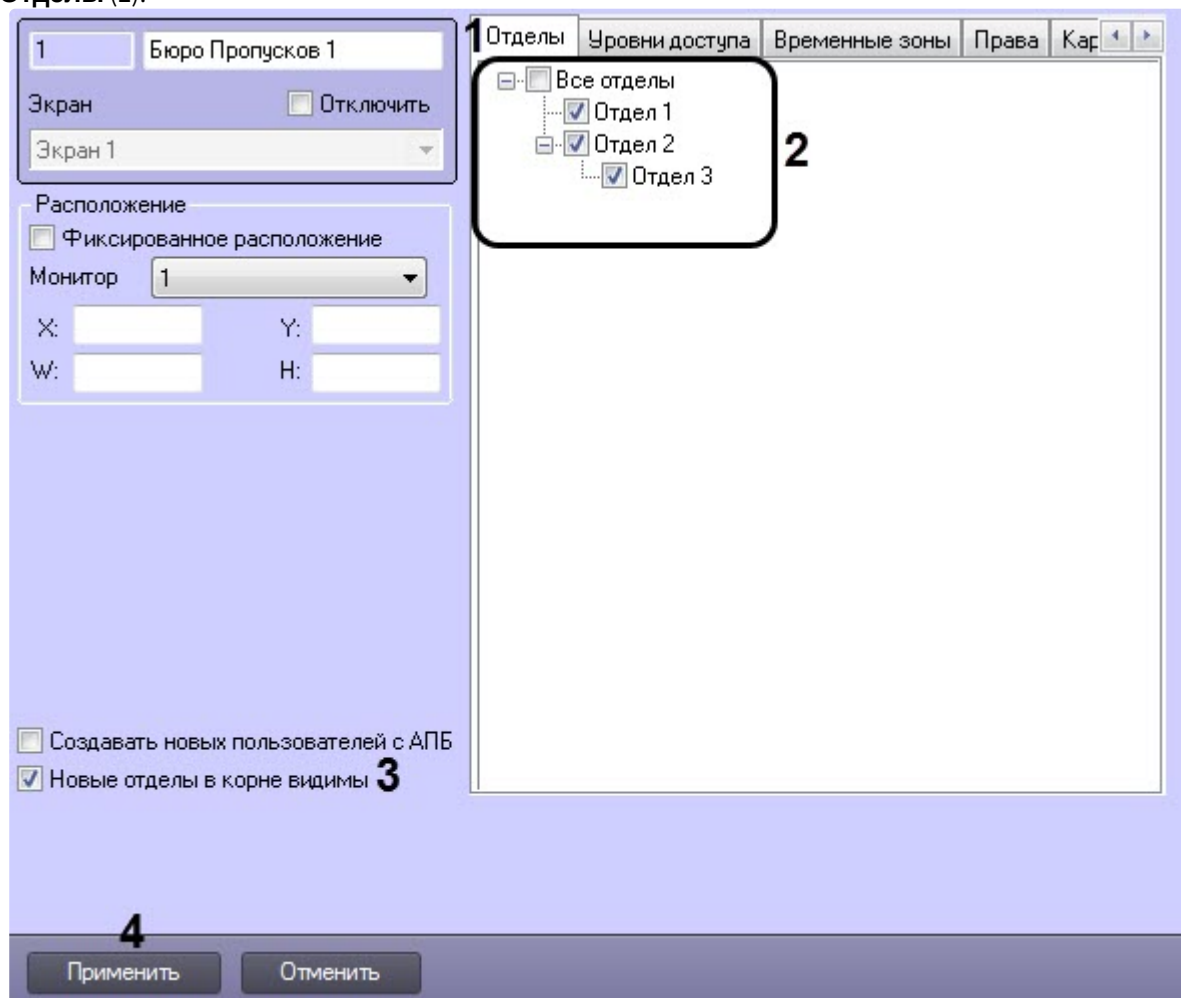 Отделы (1).
1 Бюро Пропусков 1
Экран Отключить
Экран 1
Расположение
Фиксированное расположение
Монитор 1
X: Y:
W: H:
Создавать новых пользователей с АПБ
Новые отделы в корне видимы 3
1 Отделы Уровни доступа Временные зоны Права Кар
Все отделы
Отдел 1
Отдел 2
Отдел 3
2
4
Применить Отменить